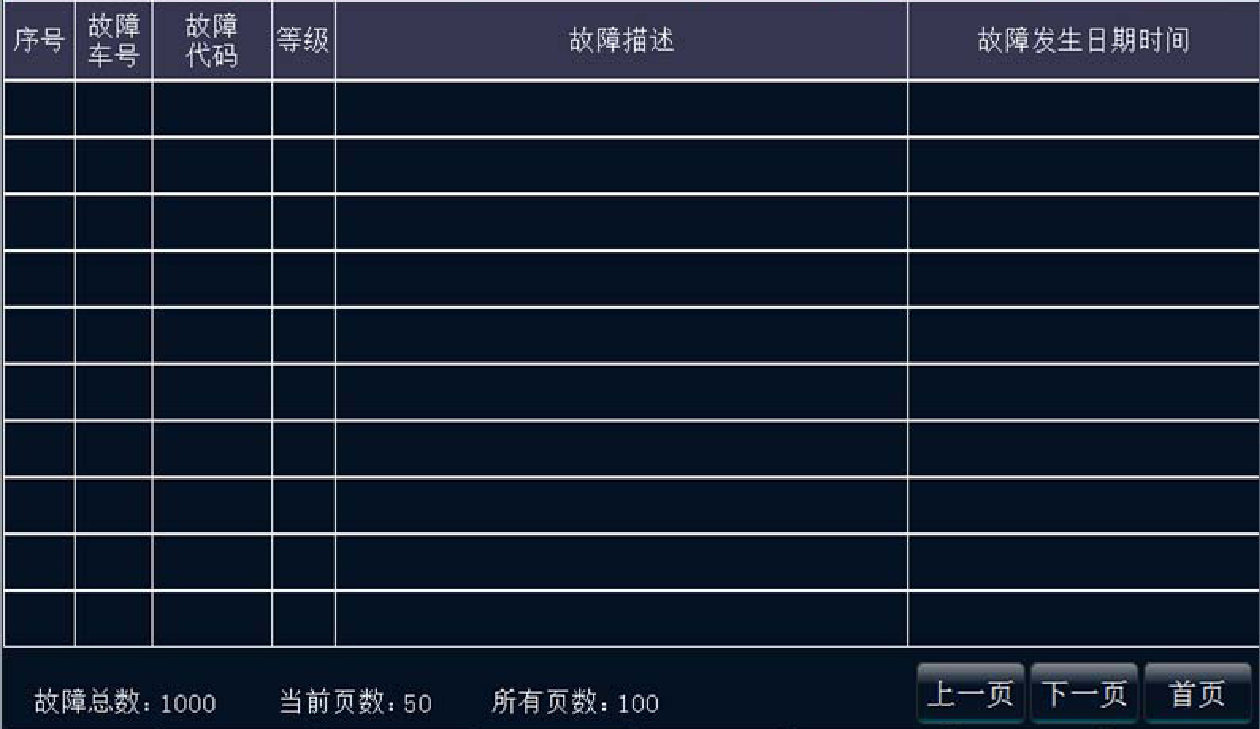 序号
故障
车号
故障
代码
等级
故障描述
故障发生日期时间
故障总数: 1000
当前页数: 50
所有页数: 100
上一页
下一页
首页